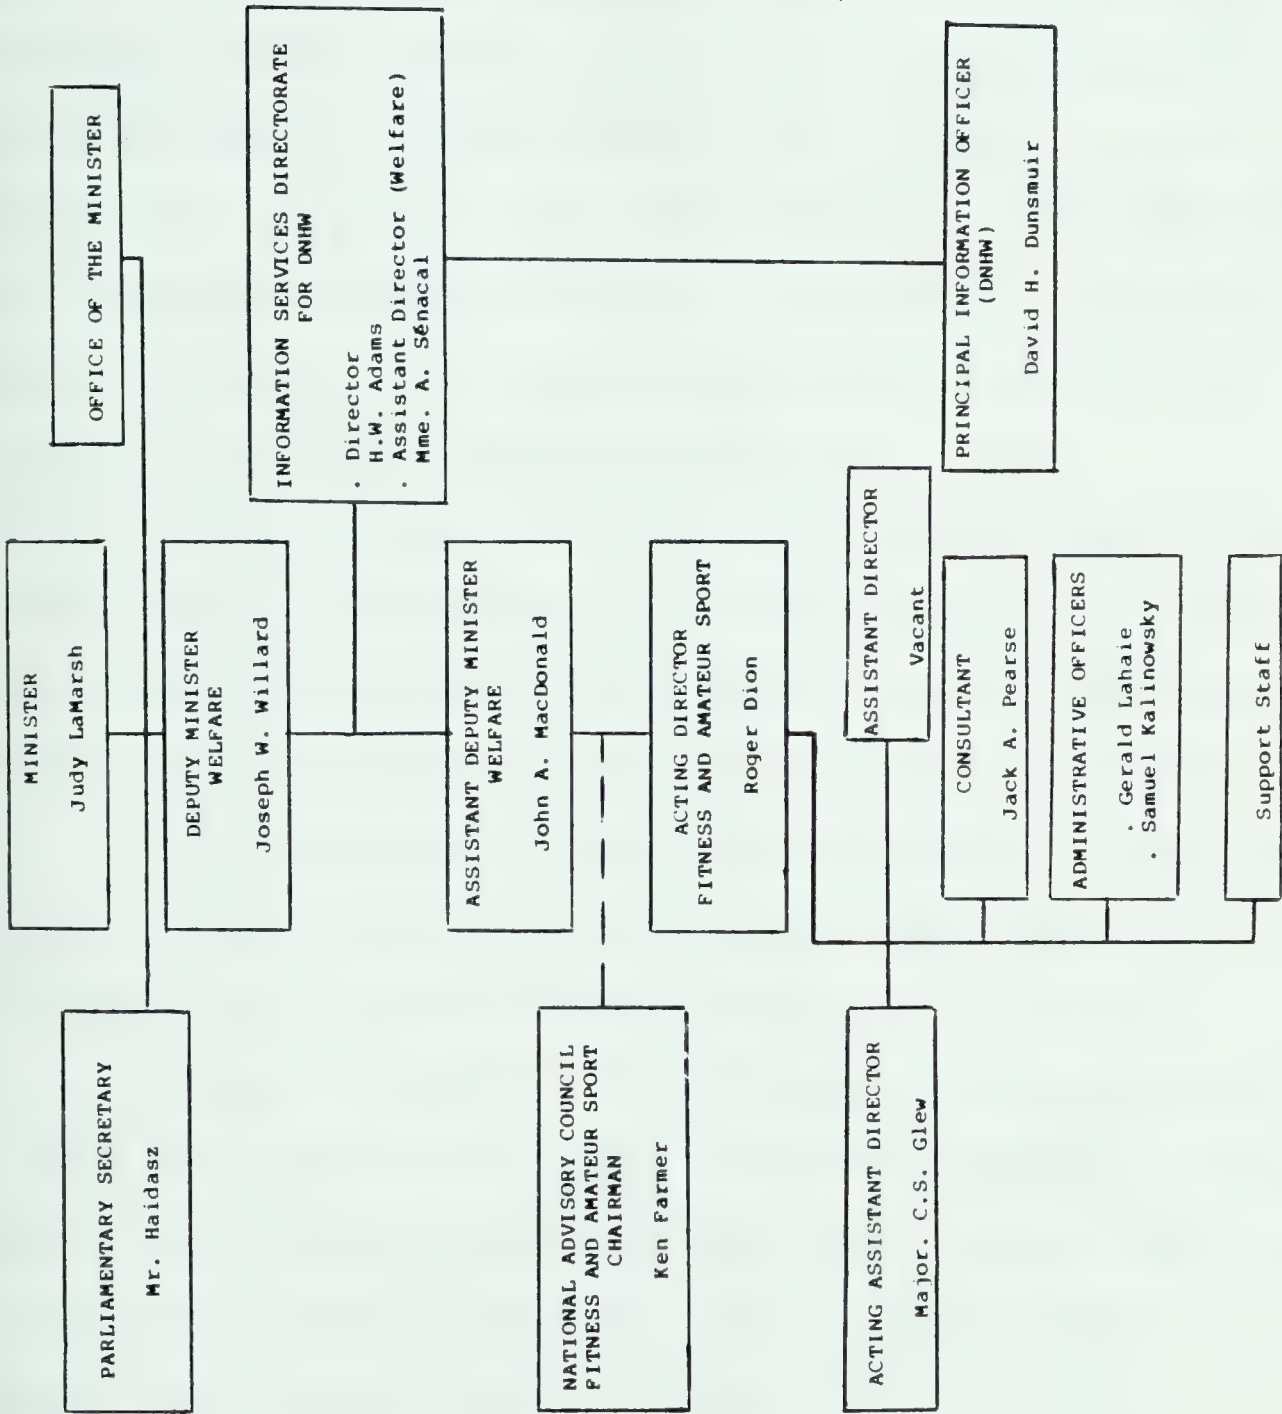 MINISTER
Judy LaMarsh
OFFICE OF THE MINISTER
PARLIAMENTARY SECRETARY
Mr. Haidasz
DEPUTY MINISTER
WELFARE
Joseph W. Willard
INFORMATION SERVICES DIRECTORATE
FOR DNHW
. Director
H.W. Adams
. Assistant Director (Welfare)
Mme. A. Sénacal
ASSISTANT DEPUTY MINISTER
WELFARE
John A. MacDonald
NATIONAL ADVISORY COUNCIL
FITNESS AND AMATEUR SPORT
CHAIRMAN
Ken Farmer
ACTING DIRECTOR
FITNESS AND AMATEUR SPORT
Roger Dion
ACTING ASSISTANT DIRECTOR
Major. C.S. Glew
ASSISTANT DIRECTOR
Vacant
PRINCIPAL INFORMATION OFFICER
(DNHW)
David H. Dunsmuir
CONSULTANT
Jack A. Pearse
ADMINISTRATIVE OFFICERS
. Gerald Lahaie
. Samuel Kalinowsky
Support Staff